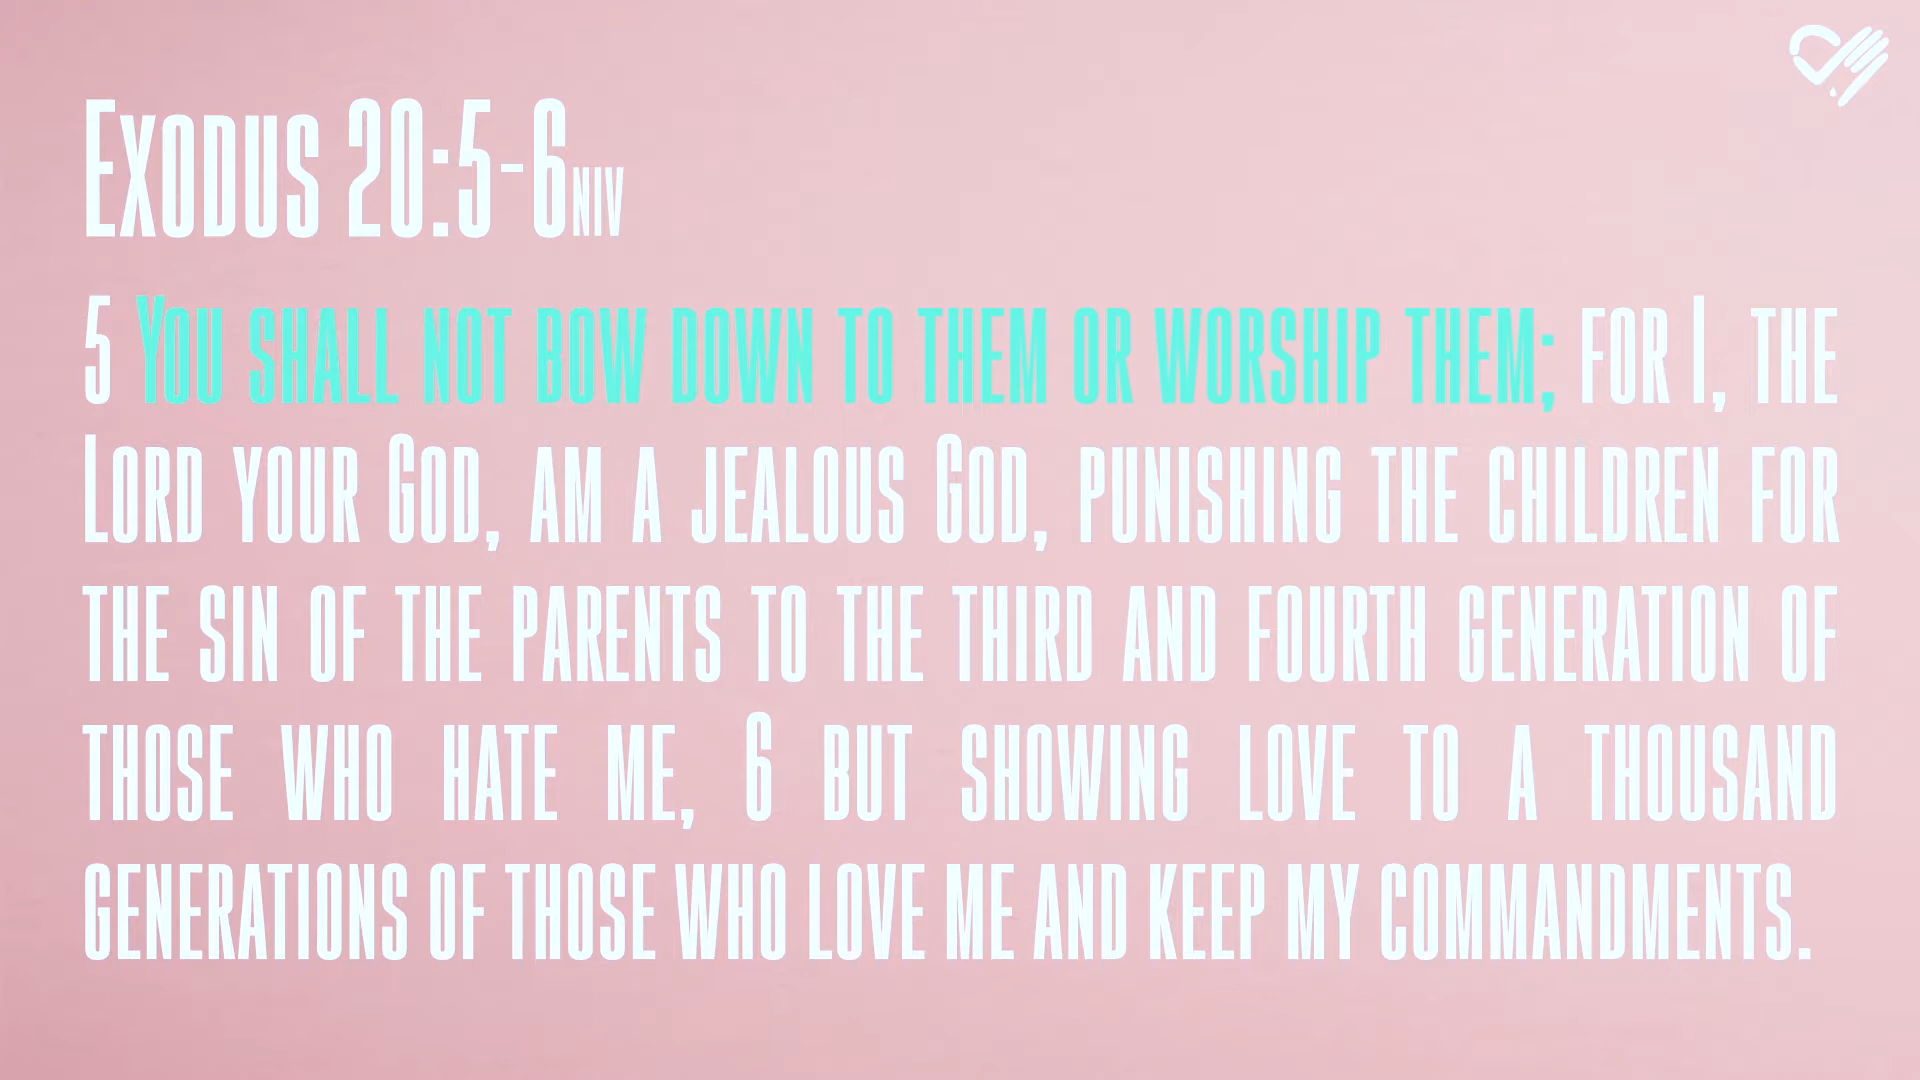 Exodus 20:5-6NIV
5 You shall not bow down to them or worship them; for I, the
Lord your God, am a jealous God, punishing the children for
the sin of the parents to the third and fourth generation of
those who hate me, 6 but showing love to a thousand
generations of those who love me and keep my commandments.